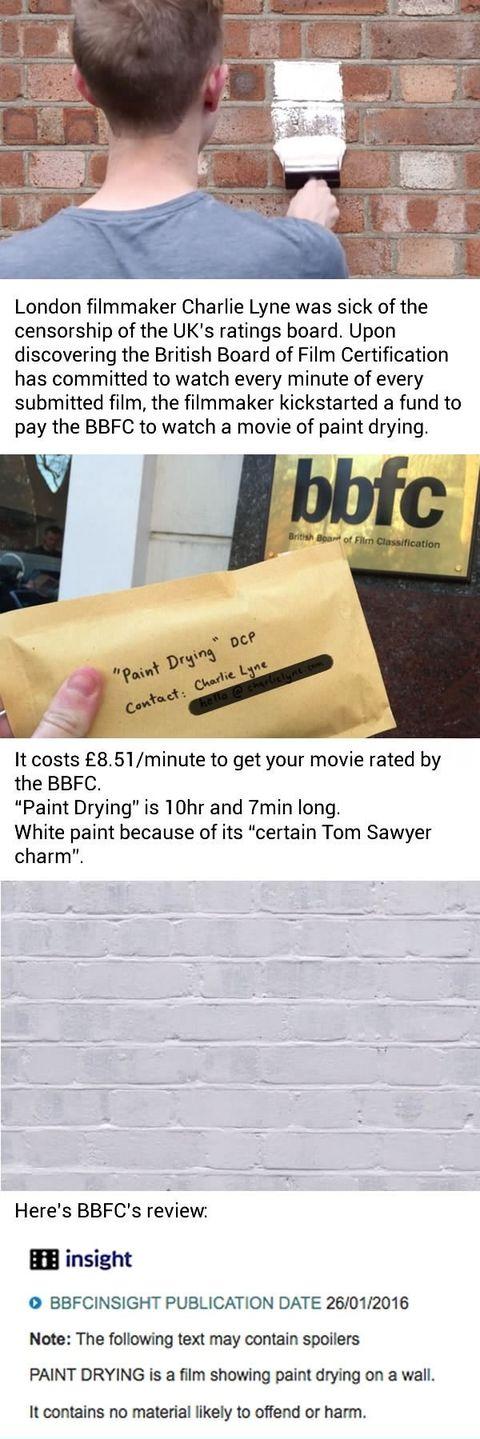 London filmmaker Charlie Lyne was sick of the
censorship of the UK's ratings board. Upon
discovering the British Board of Film Certification
has committed to watch every minute of every
submitted film, the filmmaker kickstarted a fund to
pay the BBFC to watch a movie of paint drying.
bbfc
British Board of Film Classification
"Paint Drying" DCP
Contact: Charlie Lyne
hello @ charlielyne.com
It costs £8.51/minute to get your movie rated by
the BBFC.
“Paint Drying” is 10hr and 7min long.
White paint because of its “certain Tom Sawyer
charm”.
Here's BBFC's review:
insight
BBFCINSIGHT PUBLICATION DATE 26/01/2016
Note: The following text may contain spoilers
PAINT DRYING is a film showing paint drying on a wall.
It contains no material likely to offend or harm.